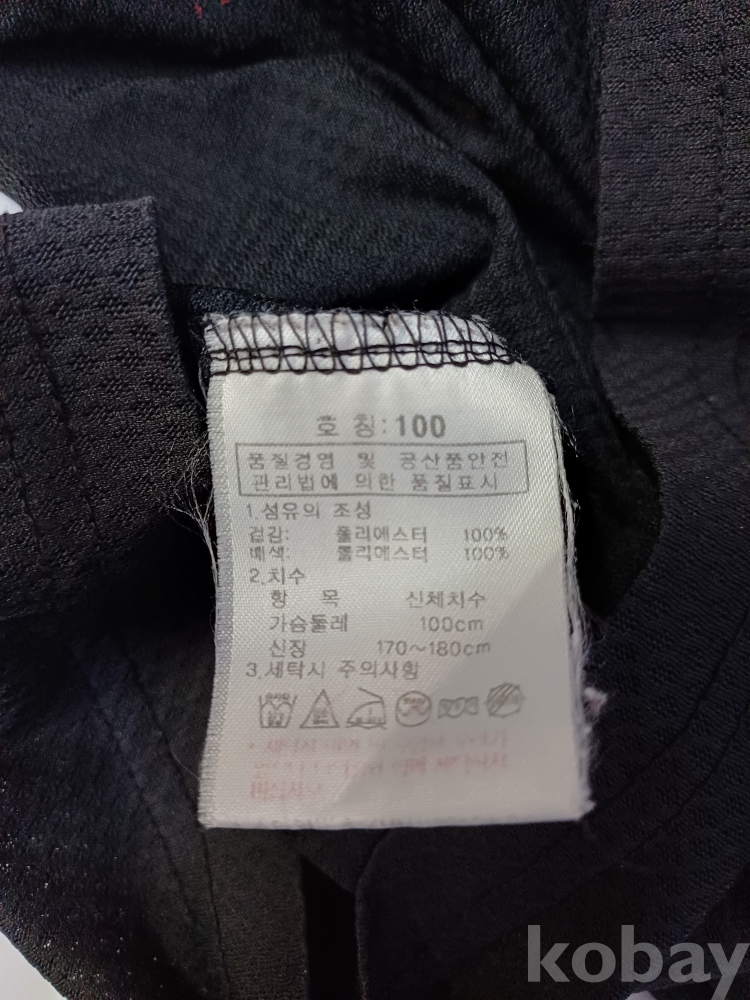 호 칭: 100
품질경영 및 공산품안전
관리법에 의한 품질표시
1.섬유의 조성
겉감: 폴리에스터 100%
배색: 폴리에스터 100%
2.치수
항 목 신체치수
가슴둘레 100cm
신장 170~180cm
3.세탁시 주의사항
kobay